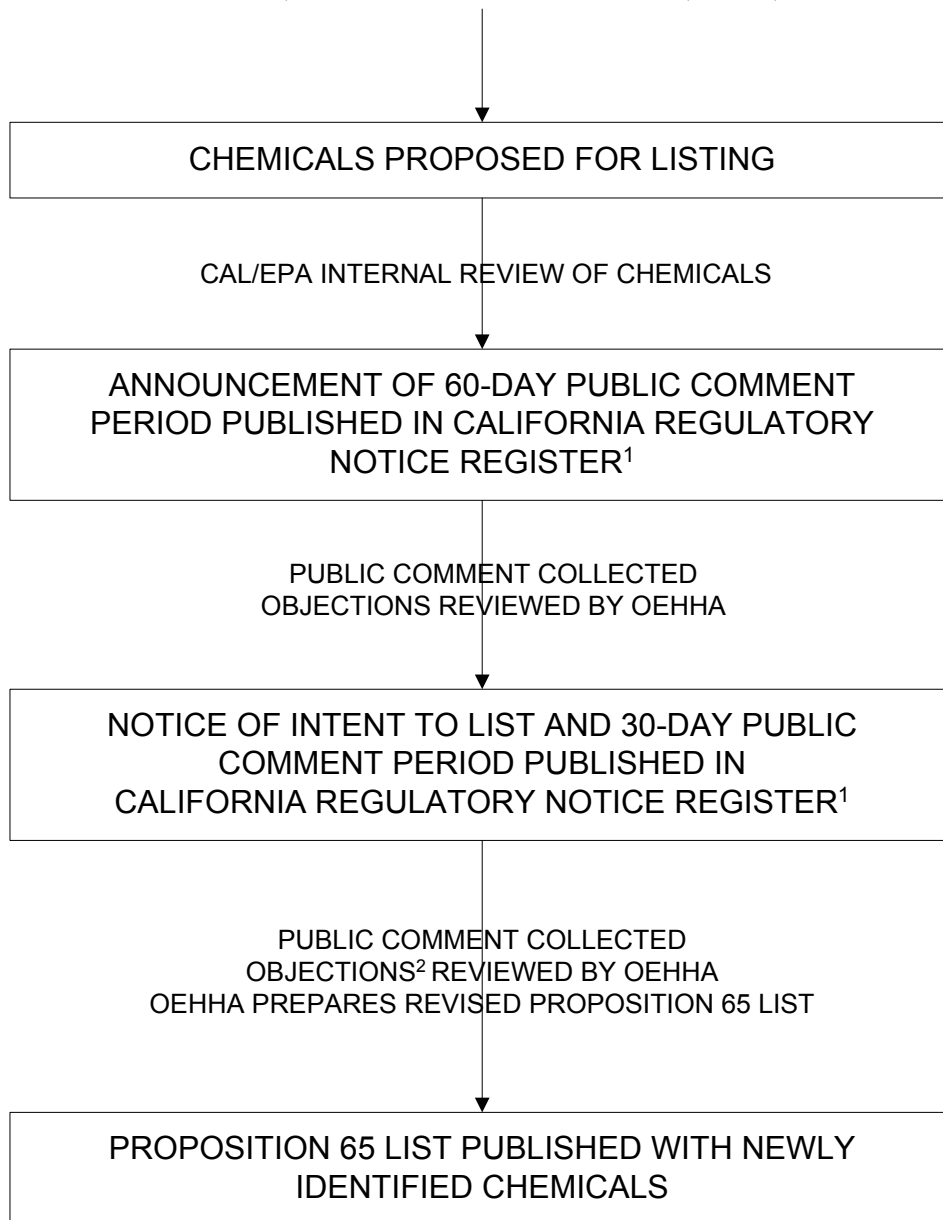 CHEMICALS PROPOSED FOR LISTING
CAL/EPA INTERNAL REVIEW OF CHEMICALS
ANNOUNCEMENT OF 60-DAY PUBLIC COMMENT
PERIOD PUBLISHED IN CALIFORNIA REGULATORY
NOTICE REGISTER¹
PUBLIC COMMENT COLLECTED
OBJECTIONS REVIEWED BY OEHHA
NOTICE OF INTENT TO LIST AND 30-DAY PUBLIC
COMMENT PERIOD PUBLISHED IN
CALIFORNIA REGULATORY NOTICE REGISTER¹
PUBLIC COMMENT COLLECTED
OBJECTIONS² REVIEWED BY OEHHA
OEHHA PREPARES REVISED PROPOSITION 65 LIST
PROPOSITION 65 LIST PUBLISHED WITH NEWLY
IDENTIFIED CHEMICALS